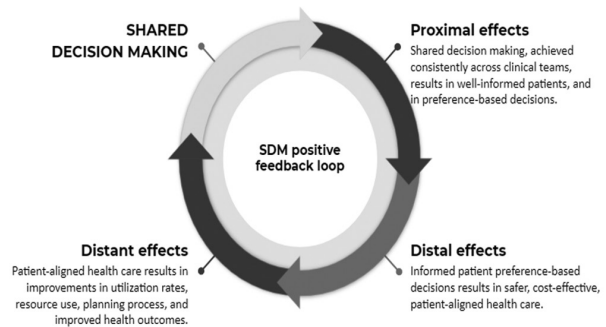 SHARED
DECISION MAKING
Proximal effects
Shared decision making, achieved
consistently across clinical teams,
results in well-informed patients, and
in preference-based decisions.
SDM positive
feedback loop
Distant effects
Patient-aligned health care results in
improvements in utilization rates,
resource use, planning process, and
improved health outcomes.
Distal effects
Informed patient preference-based
decisions results in safer, cost-effective,
patient-aligned health care.